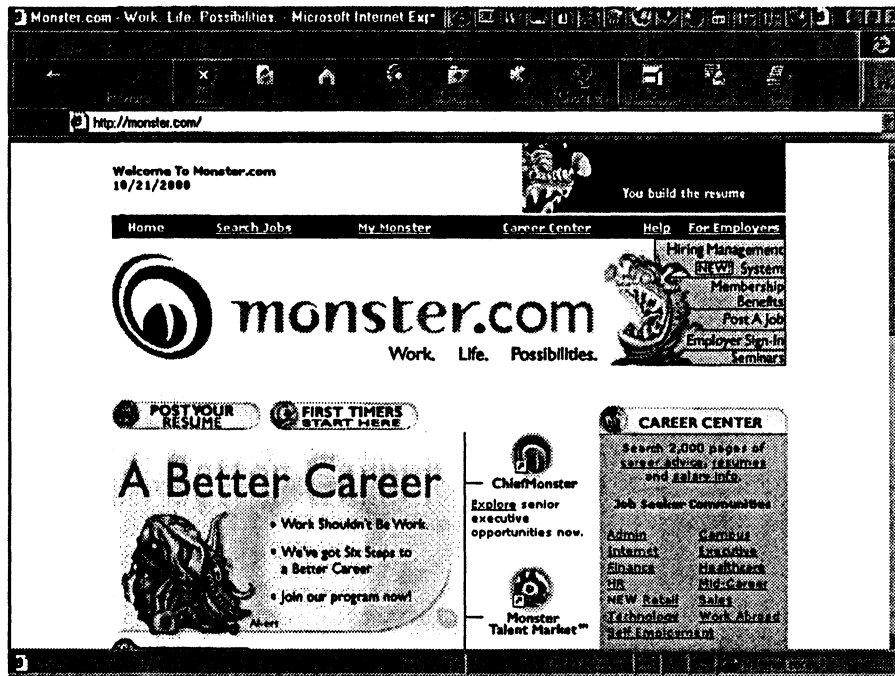 Monster.com - Work. Life. Possibilities. - Microsoft Internet Exp
http://monster.com/
Welcome To Monster.com
10/21/2000
You build the resume
Home Search Jobs My Monster Career Center Help For Employers
Hiring Management
NEW! System
Membership
Benefits
Post A Job
Employer Sign-In
Seminars
monster.com
Work. Life. Possibilities.
POST YOUR
RESUME
FIRST TIMERS
START HERE
A Better Career
• Work Shouldn't Be Work.
• We've got Six Steps to
a Better Career
• Join our program now!
ChiefMonster
Explore senior
executive
opportunities now.
Monster
Talent Market℠
CAREER CENTER
Search 2,000 pages of
career advice, resumes
and salary info.
Job Seeker Communities
Admin Campus
Internet Executive
Finance Healthcare
HR Mid-Career
NEW Retail Sales
Technology Work Abroad
Self Employment